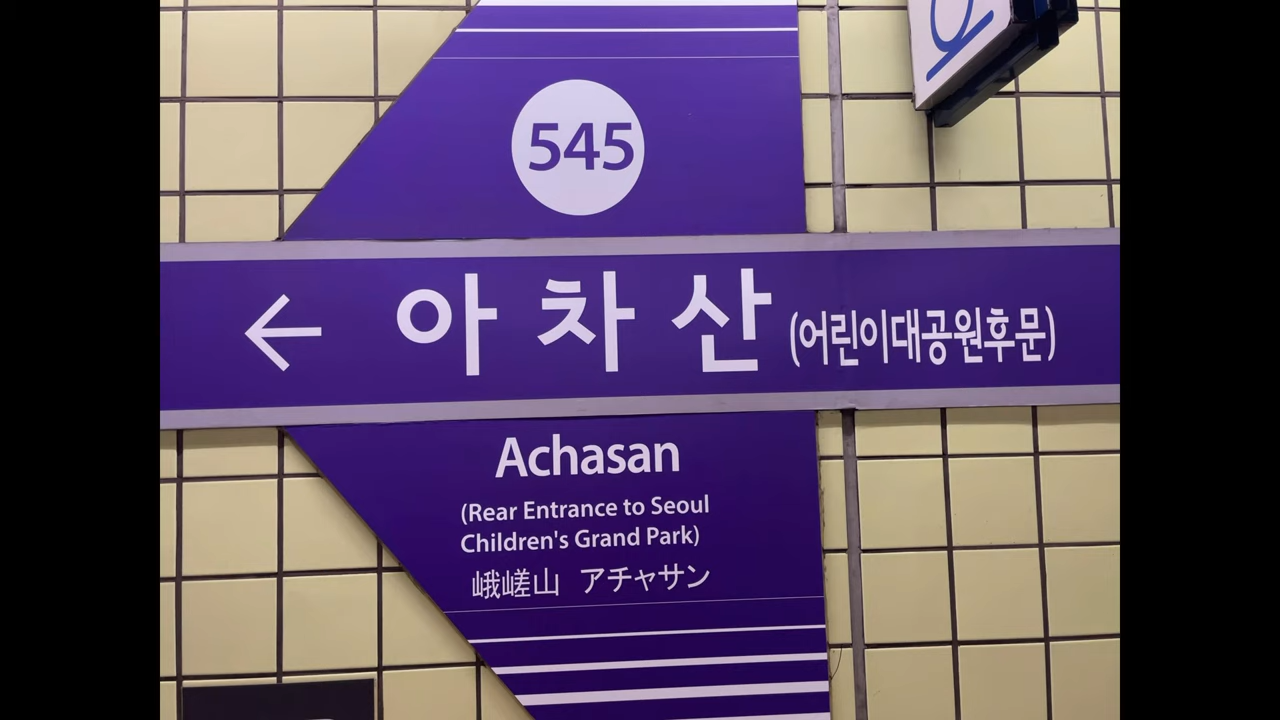 545
← 아차산 (어린이대공원후문)
Achasan
(Rear Entrance to Seoul
Children's Grand Park)
峨嵯山 アチャサン